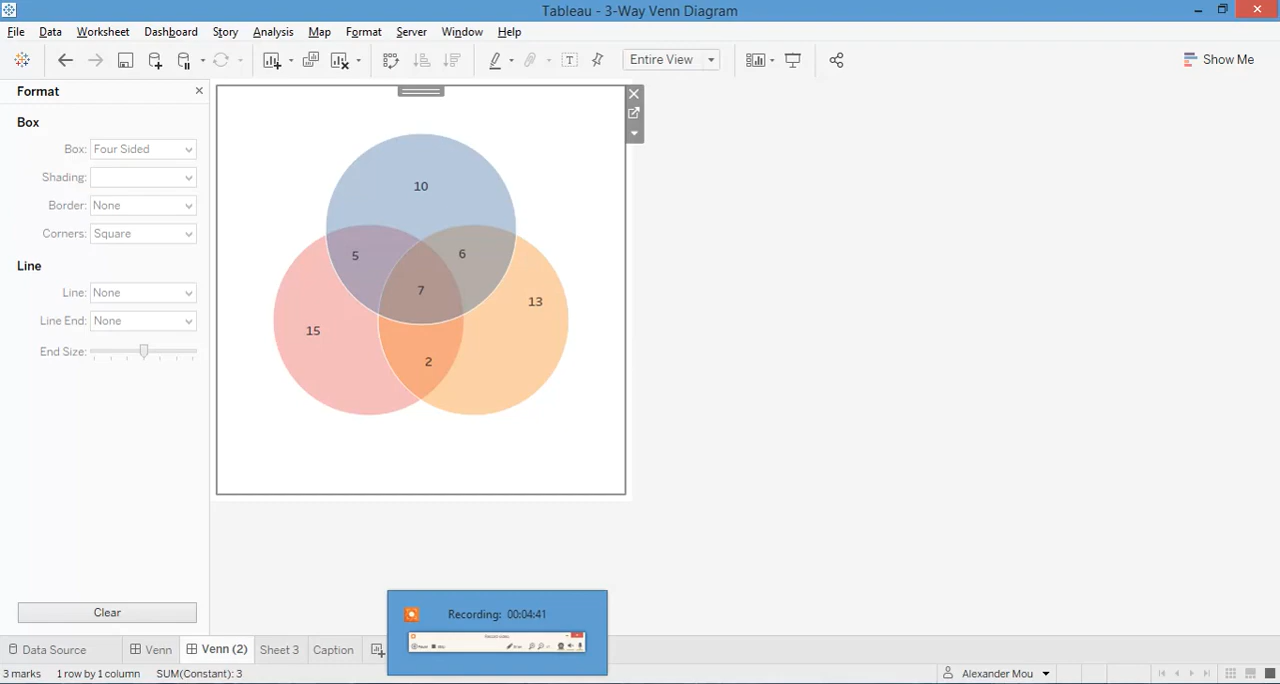 Tableau - 3-Way Venn Diagram
File Data Worksheet Dashboard Story Analysis Map Format Server Window Help
Entire View
Show Me
Format
Box
Box: Four Sided
Shading:
Border: None
Corners: Square
Line
Line: None
Line End: None
End Size:
Clear
10
5
6
7
13
15
2
Recording: 00:04:41
Data Source Venn Venn (2) Sheet 3 Caption
3 marks 1 row by 1 column SUM(Constant): 3 Alexander Mou